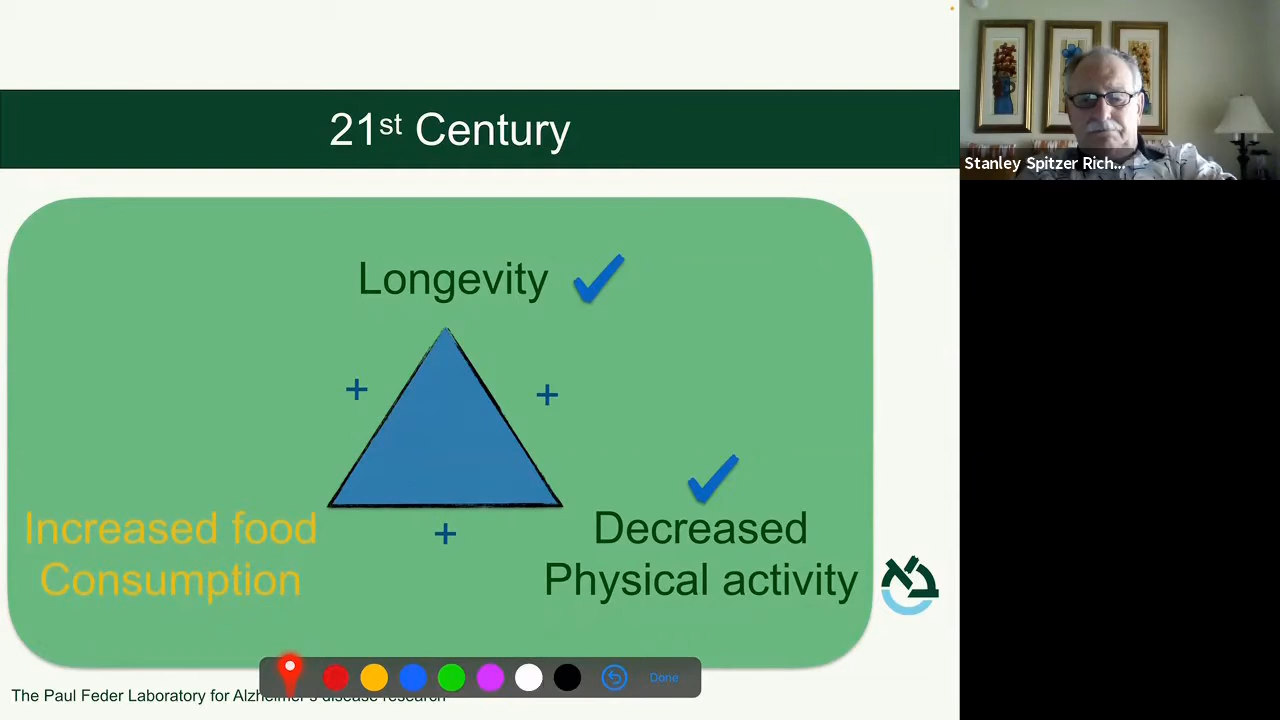 21st Century
Stanley Spitzer Rich...
Longevity
+
+
+
Increased food
Consumption
Decreased
Physical activity
בא
Done
The Paul Feder Laboratory for Alzheimer's disease research